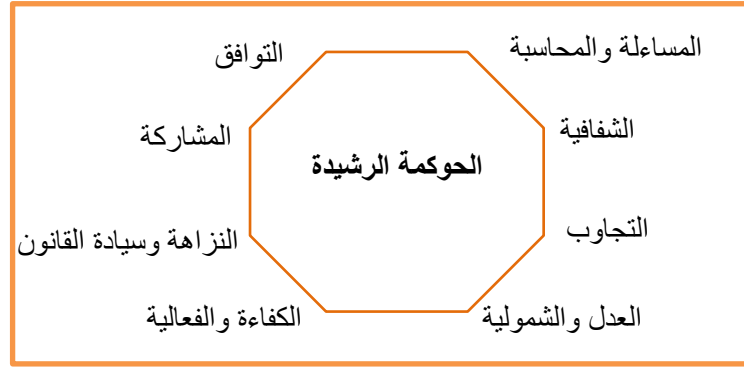 المساءلة والمحاسبة
التوافق
الشفافية
المشاركة
الحوكمة الرشيدة
التجاوب
النزاهة وسيادة القانون
العدل والشمولية
الكفاءة والفعالية